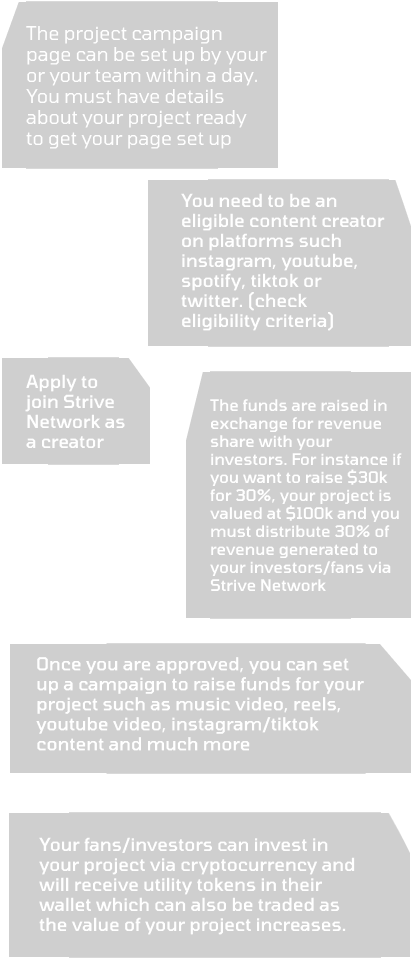 The project campaign
page can be set up by your
or your team within a day.
You must have details
about your project ready
to get your page set up
You need to be an
eligible content creator
on platforms such
instagram, youtube,
spotify, tiktok or
twitter. (check
eligibility criteria)
Apply to
join Strive
Network as
a creator
The funds are raised in
exchange for revenue
share with your
investors. For instance if
you want to raise $30k
for 30%, your project is
valued at $100k and you
must distribute 30% of
revenue generated to
your investors/fans via
Strive Network
Once you are approved, you can set
up a campaign to raise funds for your
project such as music video, reels,
youtube video, instagram/tiktok
content and much more
Your fans/investors can invest in
your project via cryptocurrency and
will receive utility tokens in their
wallet which can also be traded as
the value of your project increases.